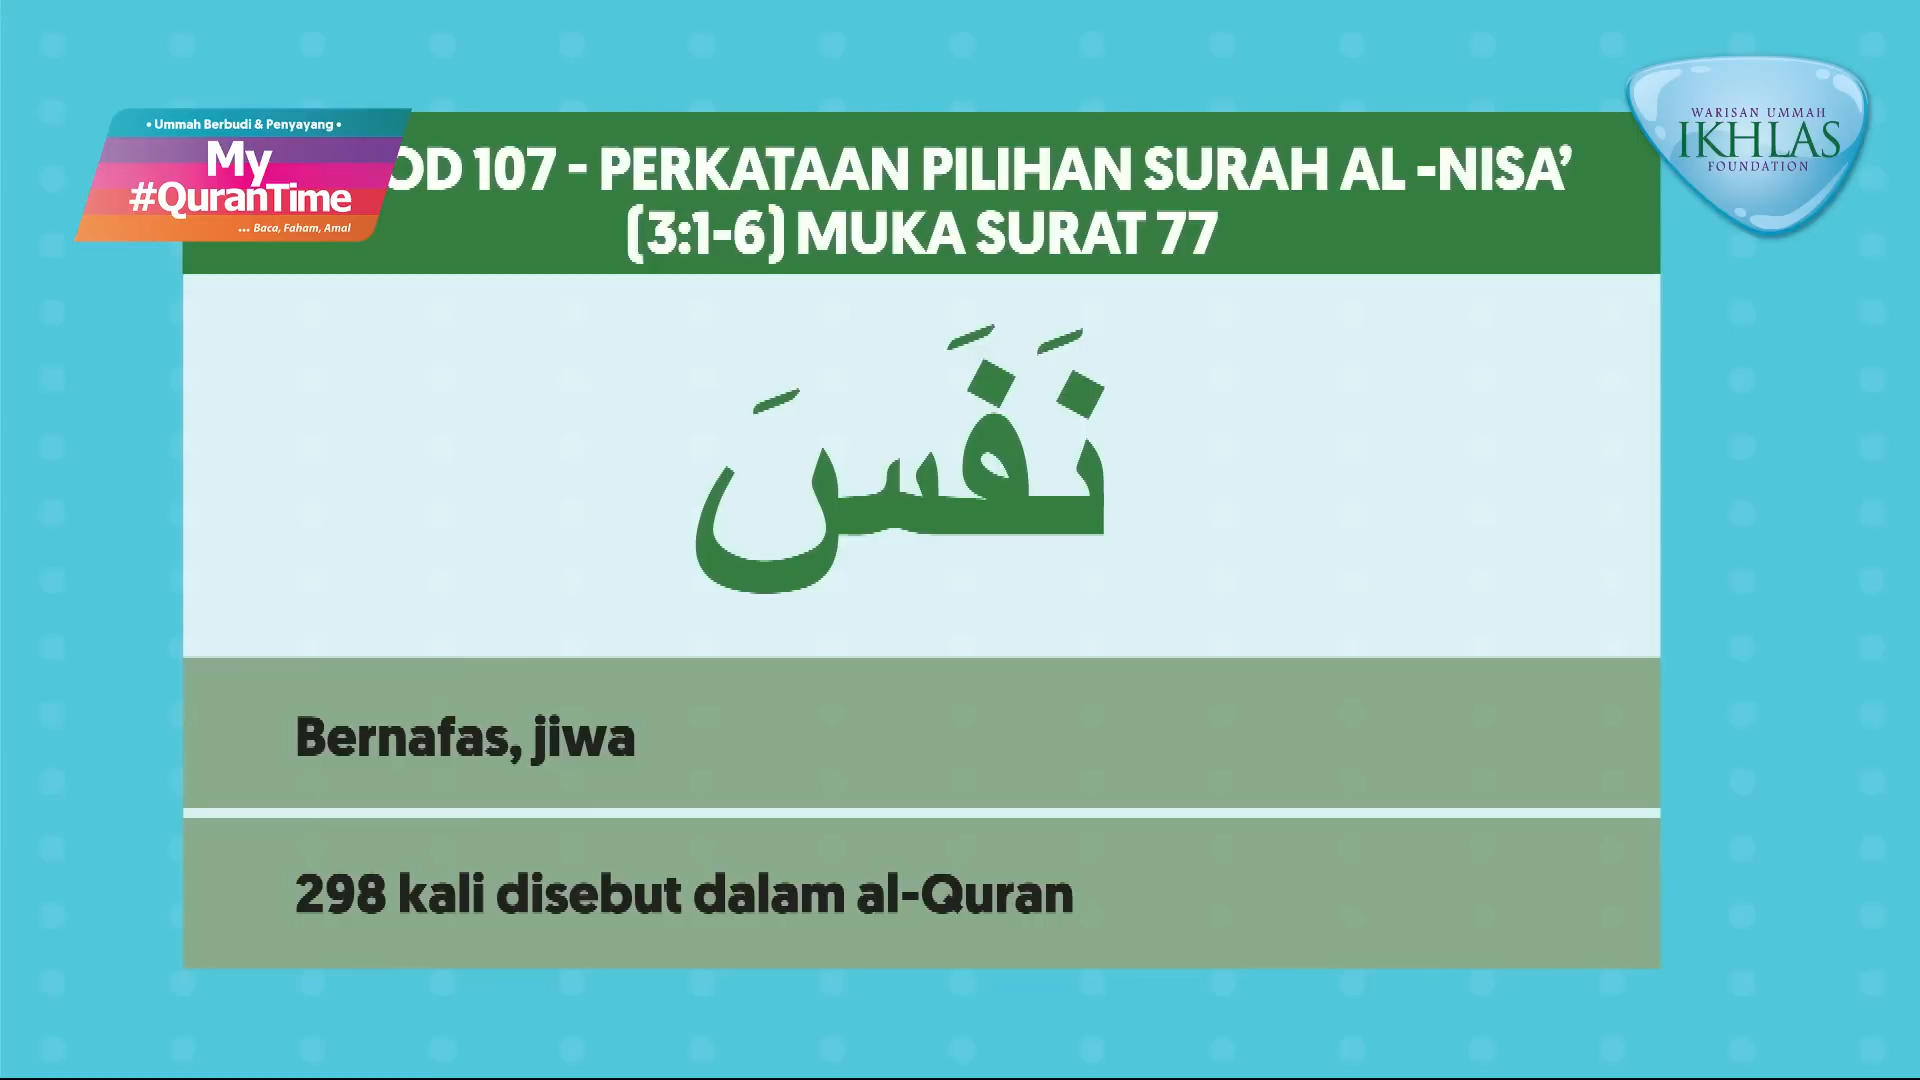 • Ummah Berbudi & Penyayang •
My
#QuranTime
... Baca, Faham, Amal
WARISAN UMMAH
IKHLAS
FOUNDATION
OD 107 - PERKATAAN PILIHAN SURAH AL -NISA’
(3:1-6) MUKA SURAT 77
نَفَسَ
Bernafas, jiwa
298 kali disebut dalam al-Quran